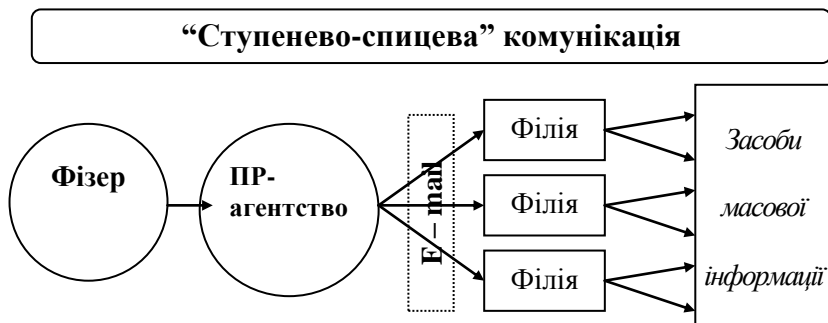 “Ступенево-спицева” комунікація
Фізер
ПР-
агентство
E – mail
Філія
Філія
Філія
Засоби
масової
інформації